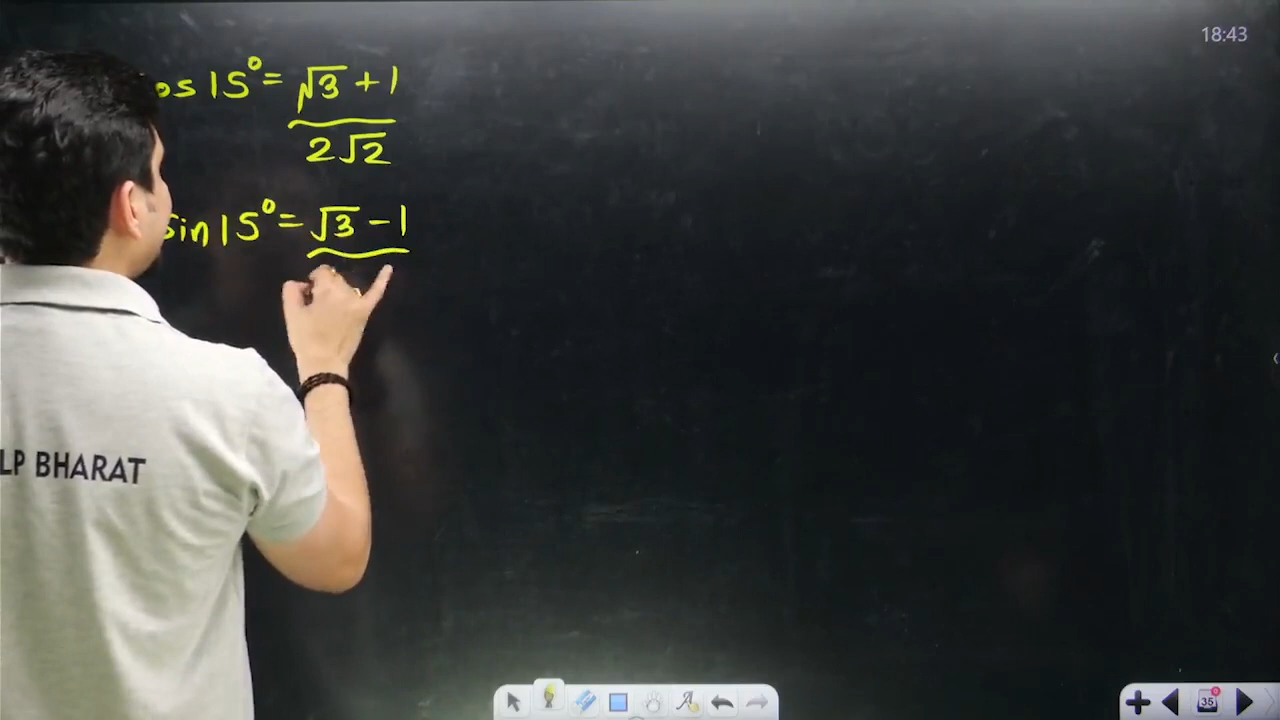 18:43
os 15° = √3 + 1
2√2
sin 15° = √3 - 1
LP BHARAT
35